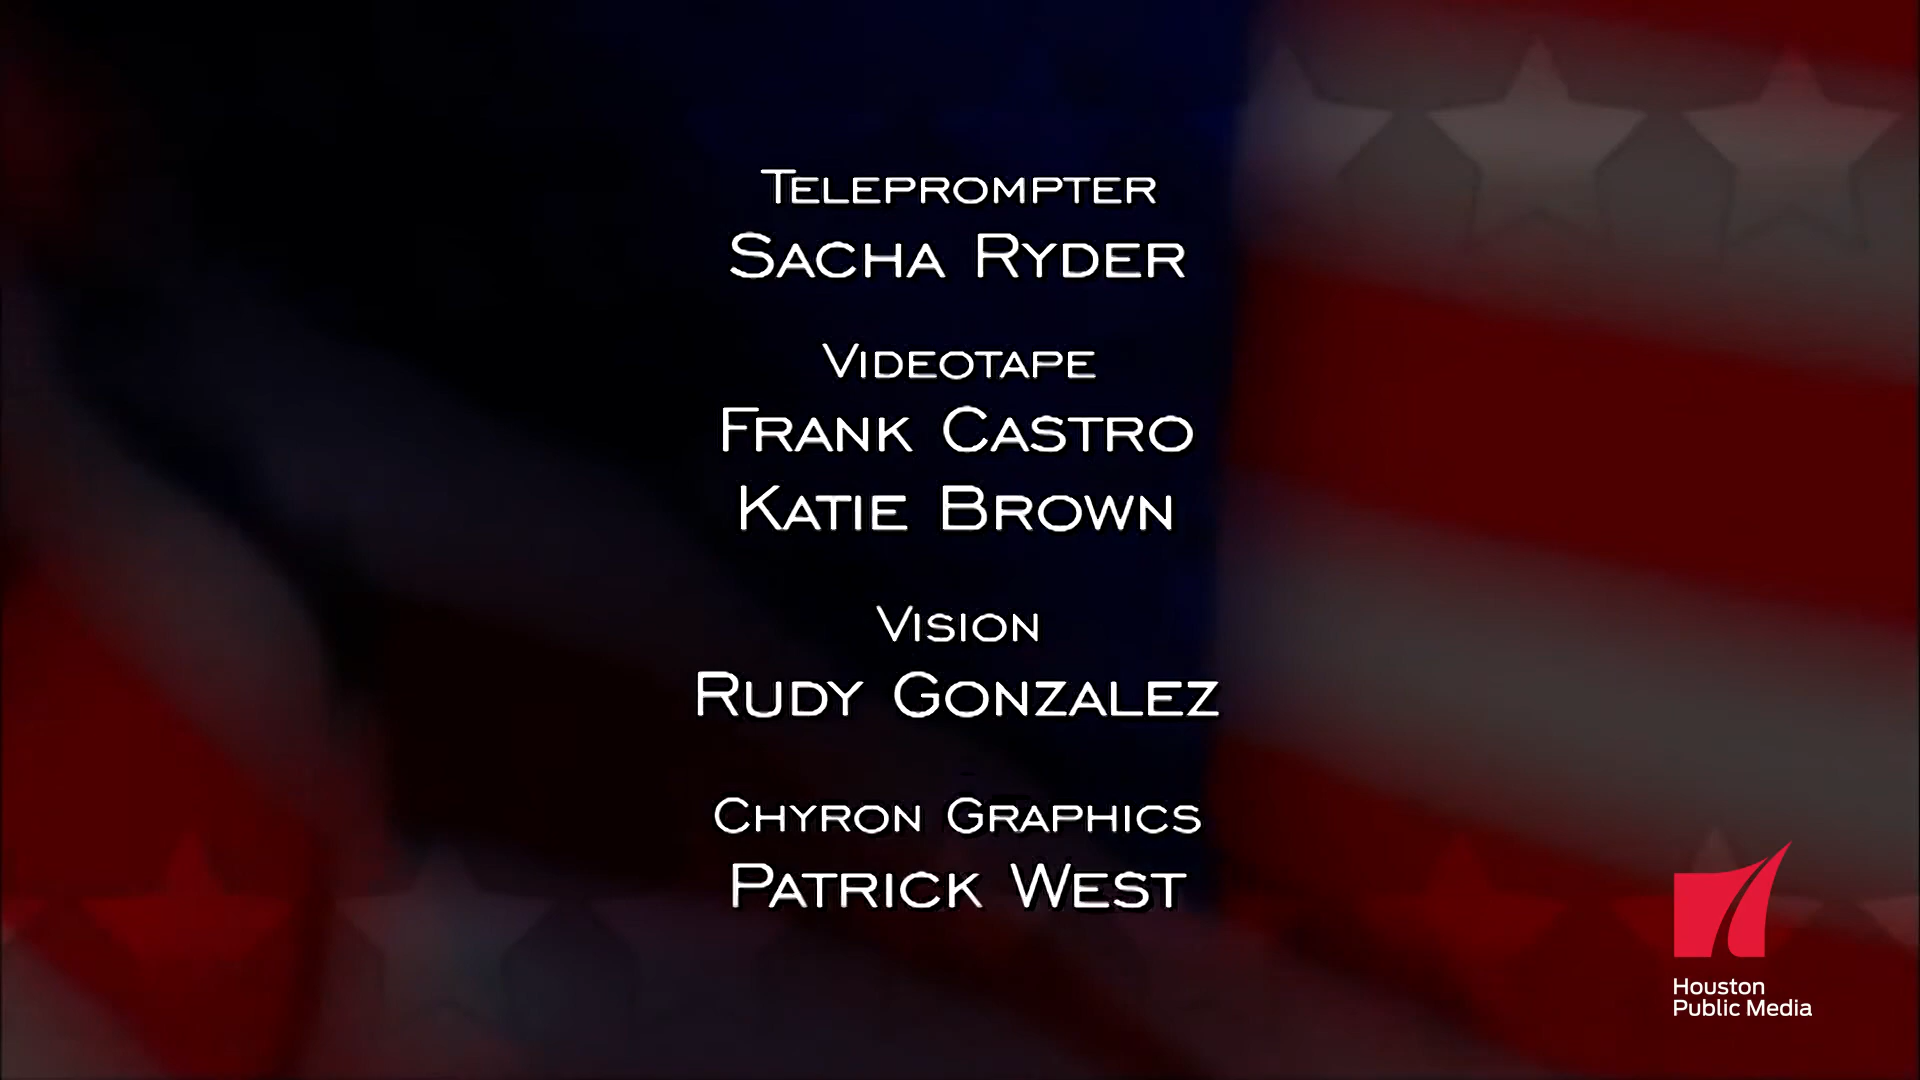 Teleprompter
Sacha Ryder
Videotape
Frank Castro
Katie Brown
Vision
Rudy Gonzalez
Chyron Graphics
Patrick West
Houston
Public Media